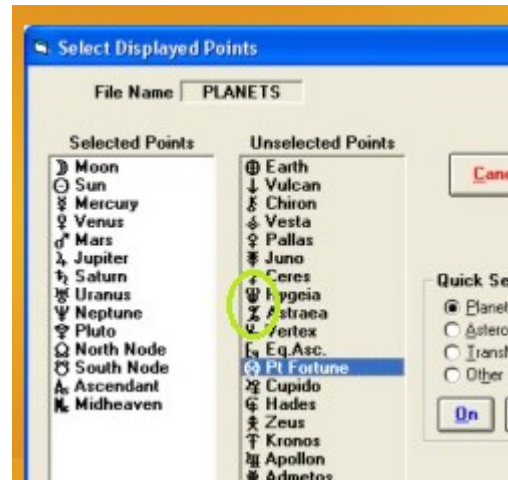 Select Displayed Points
File Name PLANETS
Selected Points
Moon
Sun
Mercury
Venus
Mars
Jupiter
Saturn
Uranus
Neptune
Pluto
North Node
South Node
Ascendant
Midheaven
Unselected Points
Earth
Vulcan
Chiron
Vesta
Pallas
Juno
Ceres
Hygeia
Astraea
Vertex
Eq.Asc.
Pt Fortune
Cupido
Hades
Zeus
Kronos
Apollon
Admetos
Canc
Quick Se
Planet
Astero
Transn
Other
On